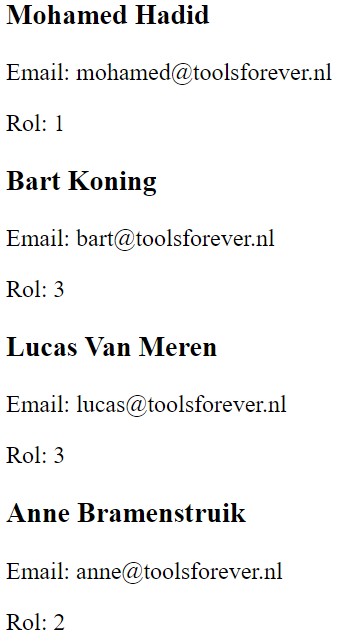 Mohamed Hadid
Email: mohamed@toolsforever.nl
Rol: 1
Bart Koning
Email: bart@toolsforever.nl
Rol: 3
Lucas Van Meren
Email: lucas@toolsforever.nl
Rol: 3
Anne Bramenstruik
Email: anne@toolsforever.nl
Rol: 2